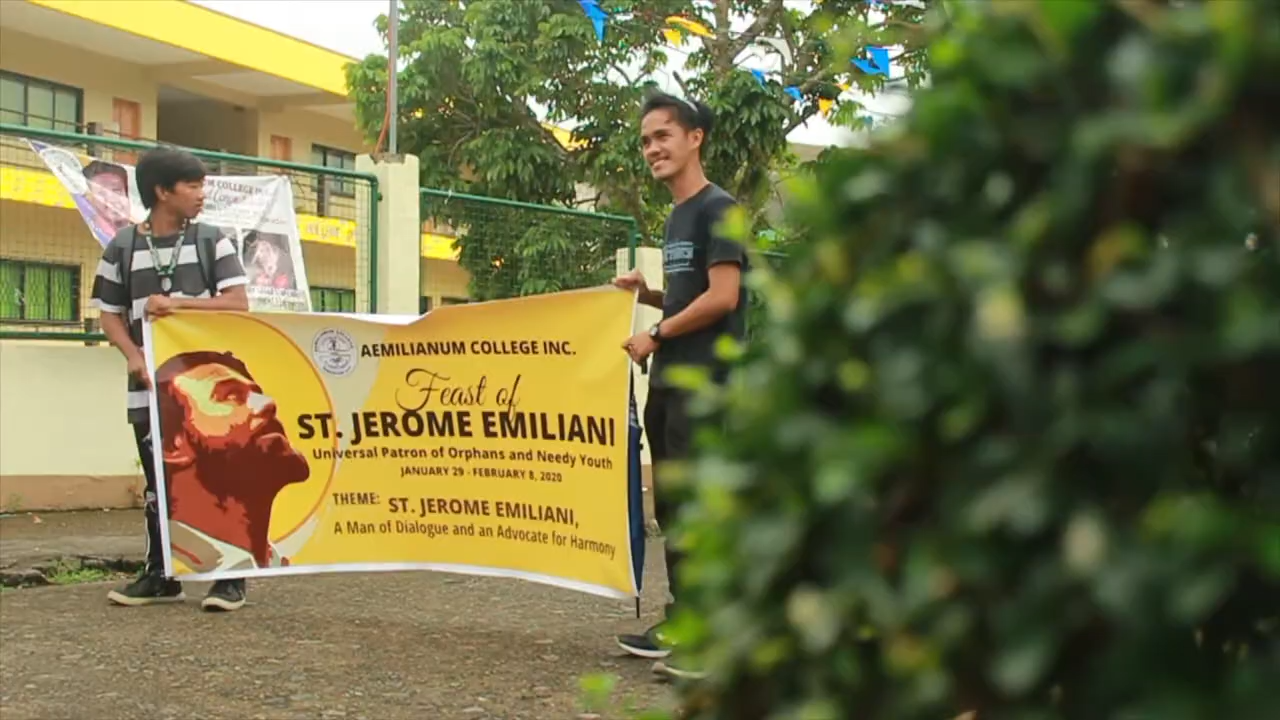 COLLEGE
AEMILIANUM COLLEGE INC.
Feast of
ST. JEROME EMILIANI
Universal Patron of Orphans and Needy Youth
JANUARY 29 - FEBRUARY 8, 2020
THEME: ST. JEROME EMILIANI,
A Man of Dialogue and an Advocate for Harmony